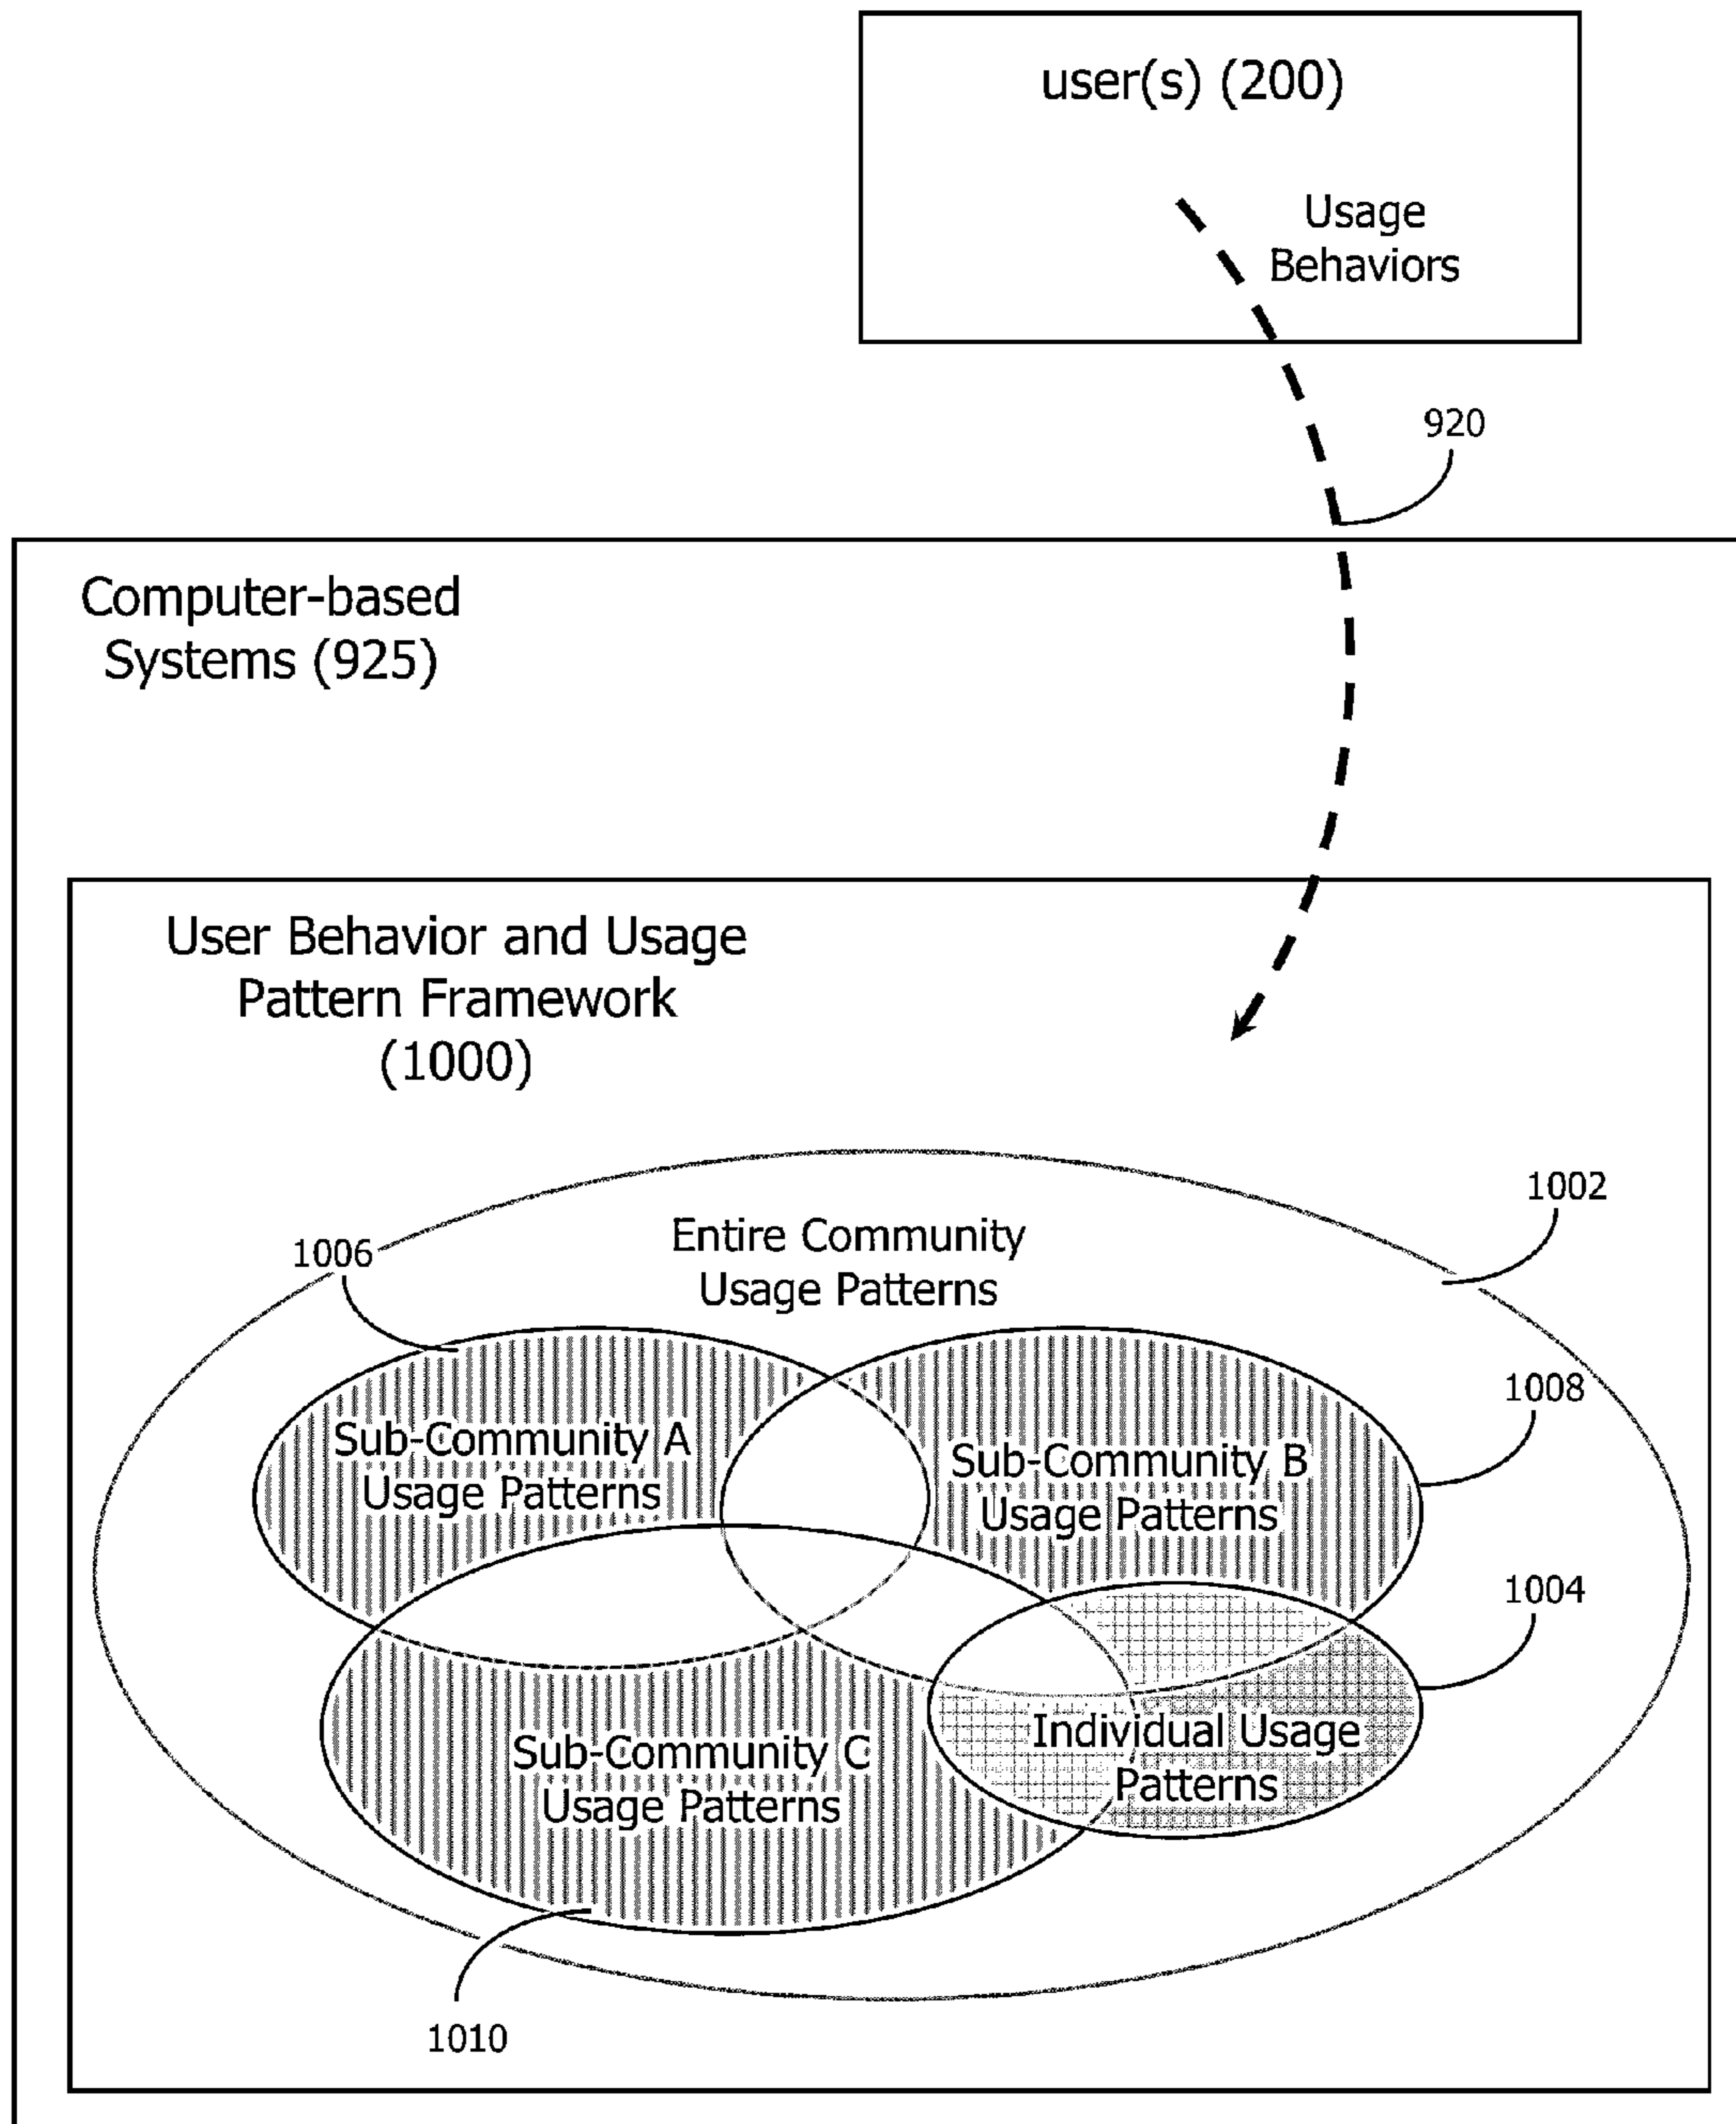 user(s) (200)
Usage
Behaviors
920
Computer-based
Systems (925)
User Behavior and Usage
Pattern Framework
(1000)
1002
Entire Community
Usage Patterns
1006
1008
Sub-Community A
Usage Patterns
Sub-Community B
Usage Patterns
1004
Individual Usage
Patterns
Sub-Community C
Usage Patterns
1010